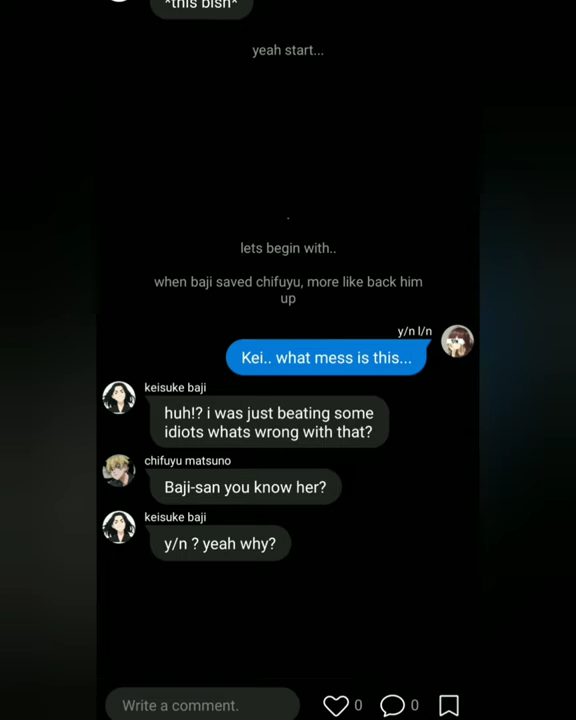 *this bish*
yeah start...
.
lets begin with..
when baji saved chifuyu, more like back him
up
y/n l/n
Kei.. what mess is this...
keisuke baji
huh!? i was just beating some
idiots whats wrong with that?
chifuyu matsuno
Baji-san you know her?
keisuke baji
y/n ? yeah why?
Write a comment.
0
0